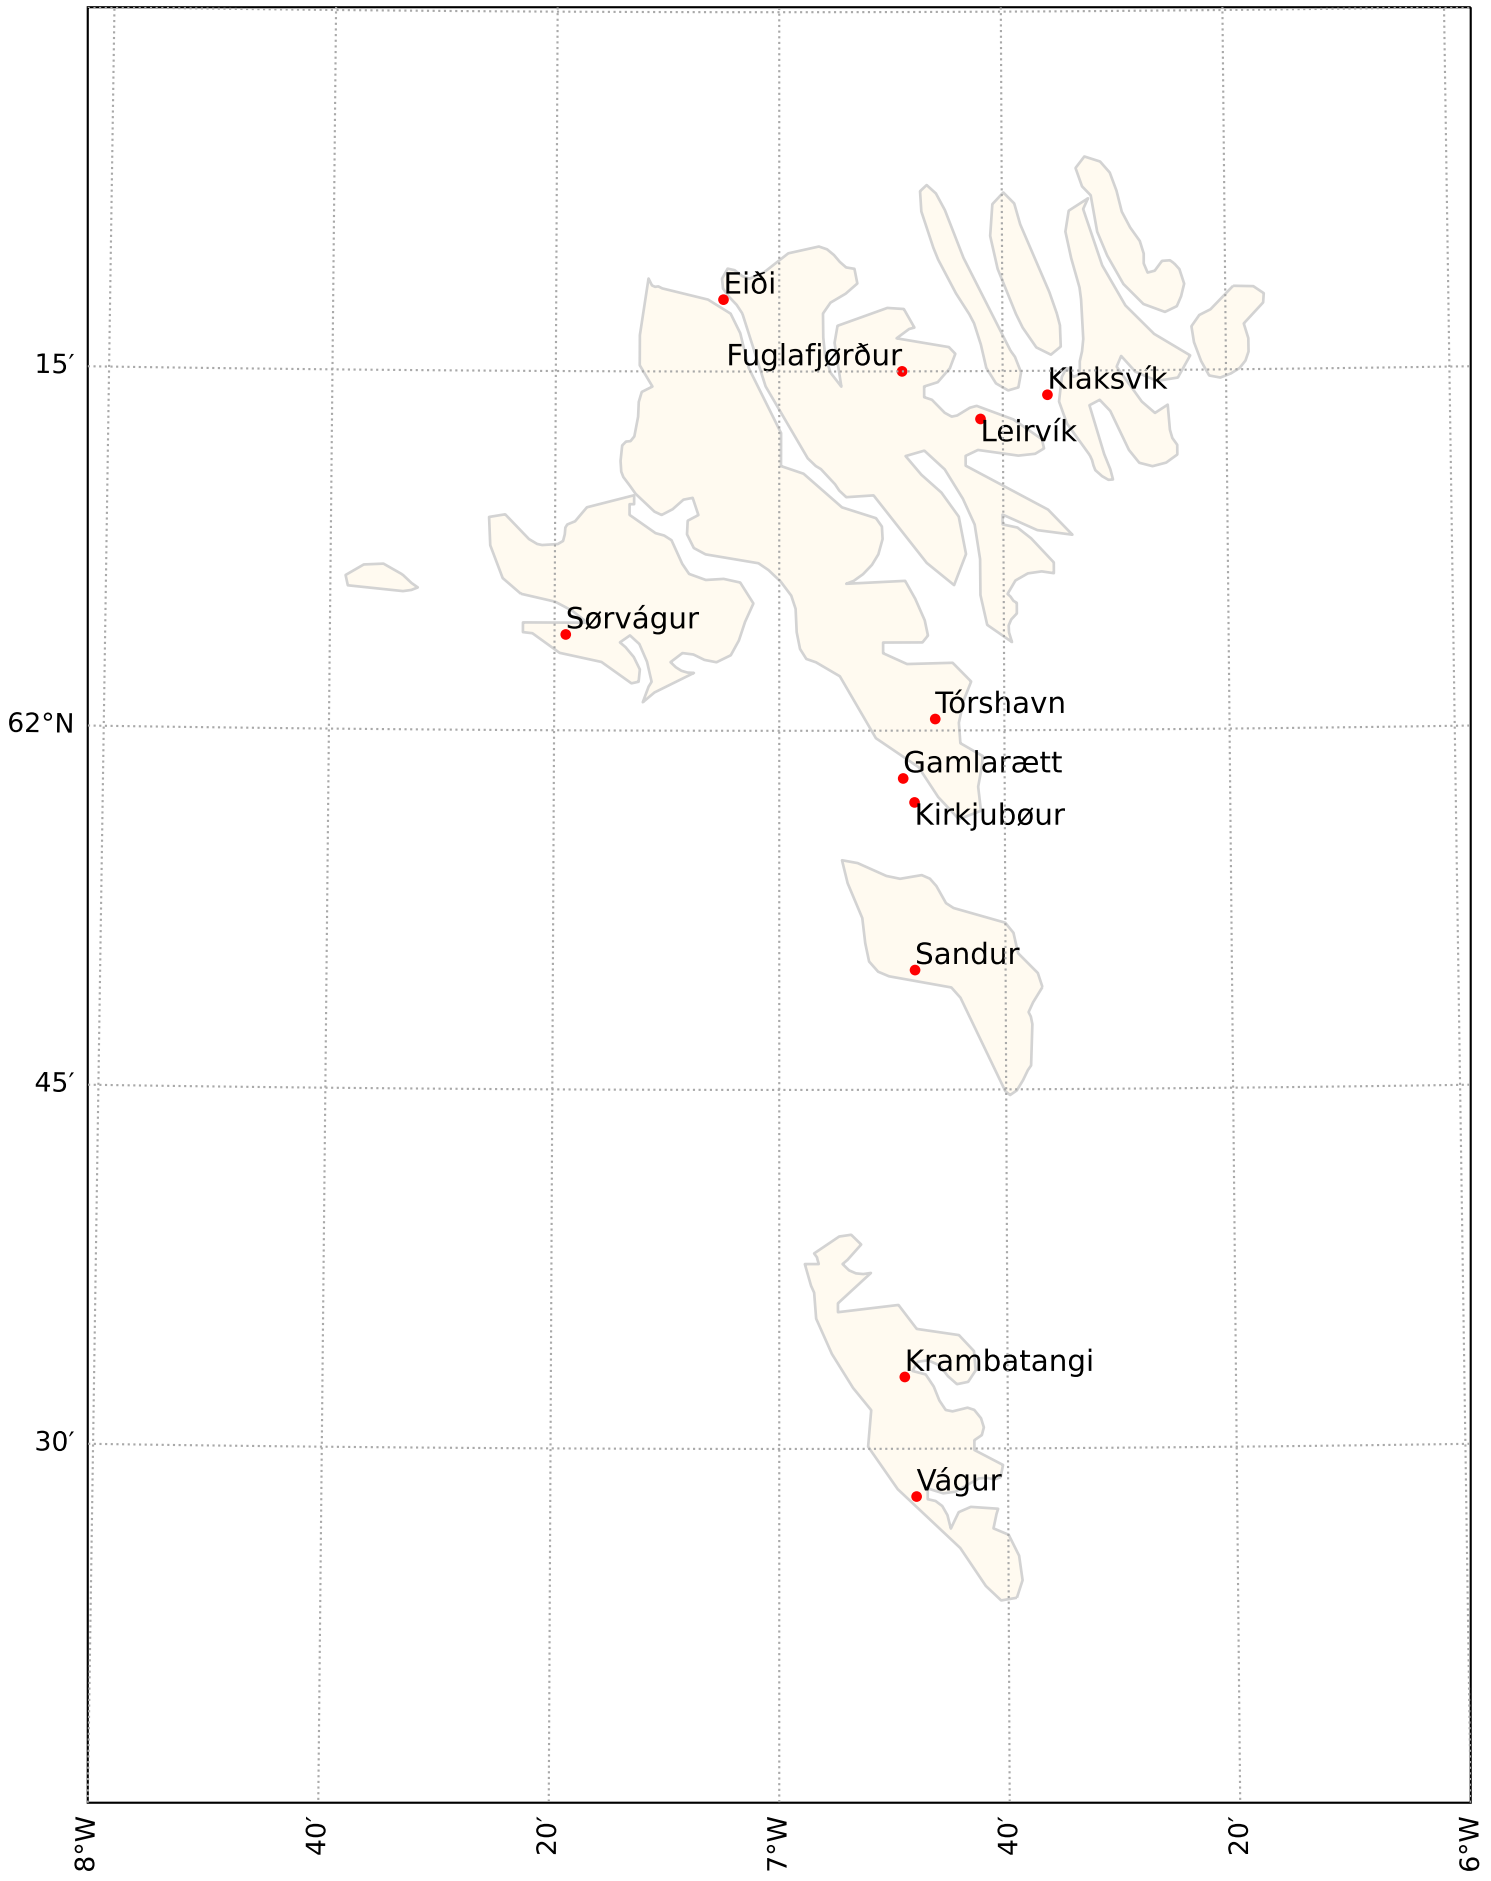 Eiði
Fuglafjørður
15′
Klaksvík
Leirvík
Sørvágur
Tórshavn
62°N
Gamlarætt
Kirkjubøur
Sandur
45′
Krambatangi
30′
Vágur
8°W
40′
20′
7°W
40′
20′
6°W